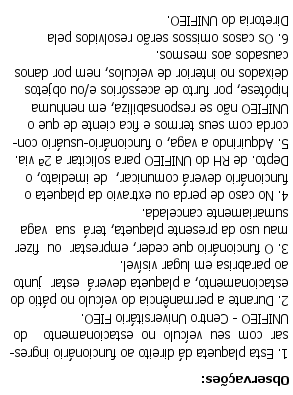 Observações:
1. Esta plaqueta dá direito ao funcionário ingres-
sar com seu veículo no estacionamento do
UNIFIEO - Centro Universitário FIEO.
2. Durante a permanência do veículo no pátio do
estacionamento, a plaqueta deverá estar junto
ao parabrisa em lugar visível.
3. O funcionário que ceder, emprestar ou fizer
mau uso da presente plaqueta, terá sua vaga
sumariamente cancelada.
4. No caso de perda ou extravio da plaqueta o
funcionário deverá comunicar, de imediato, o
Depto. de RH do UNIFIEO para solicitar a 2ª via.
5. Adquirindo a vaga, o funcionário-usuário con-
corda com seus termos e fica ciente de que o
UNIFIEO não se responsabiliza, em nenhuma
hipótese, por furto de acessórios e/ou objetos
deixados no interior de veículos, nem por danos
causados aos mesmos.
6. Os casos omissos serão resolvidos pela
Diretoria do UNIFIEO.